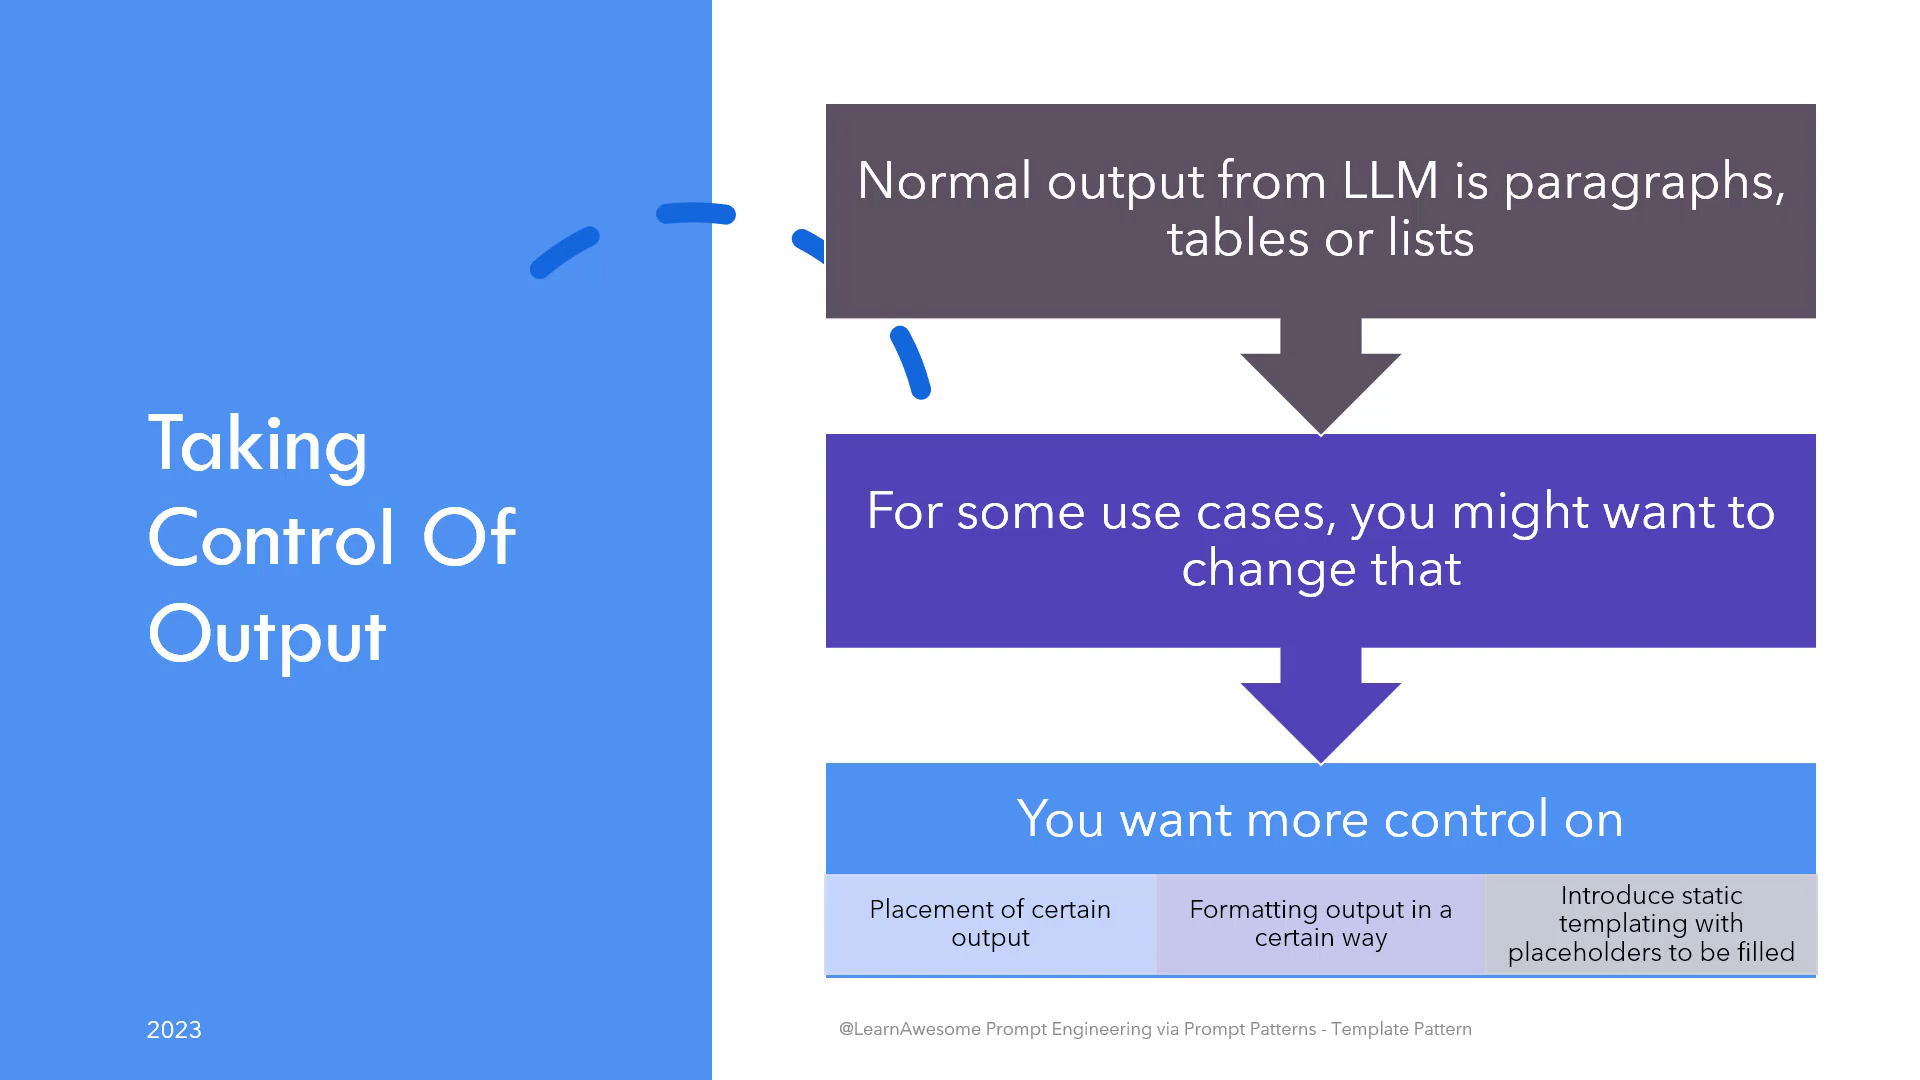 Taking
Control Of
Output
Normal output from LLM is paragraphs,
tables or lists
For some use cases, you might want to
change that
You want more control on
Placement of certain
output
Formatting output in a
certain way
Introduce static
templating with
placeholders to be filled
2023
@LearnAwesome Prompt Engineering via Prompt Patterns - Template Pattern